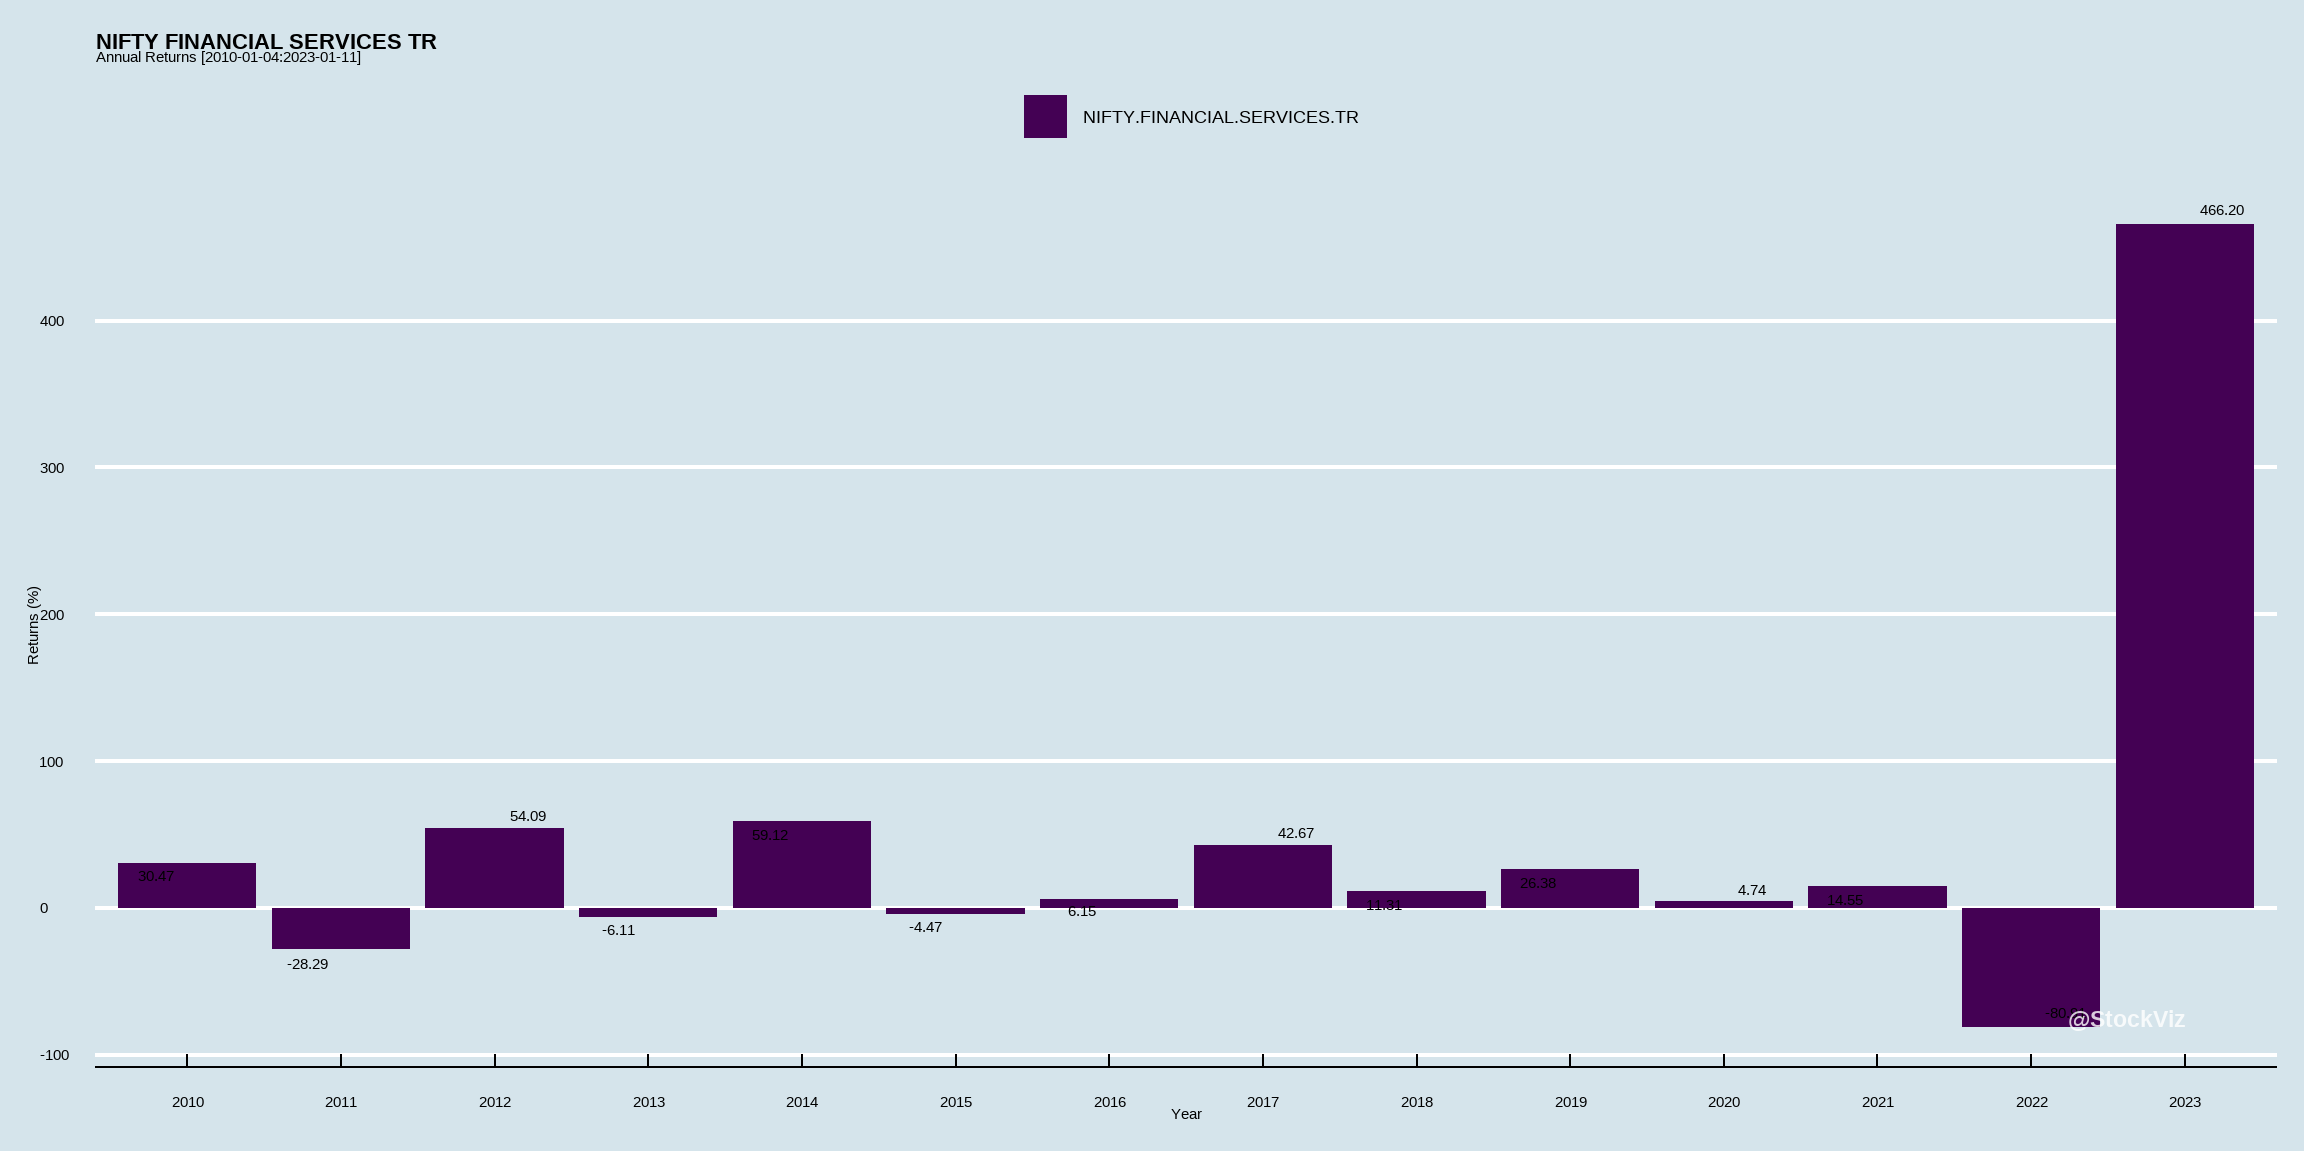 NIFTY FINANCIAL SERVICES TR
Annual Returns [2010-01-04:2023-01-11]
NIFTY.FINANCIAL.SERVICES.TR
466.20
400
300
Returns (%)
200
100
54.09
59.12
42.67
30.47
26.38
4.74
14.55
11.31
6.15
0
-6.11
-4.47
-28.29
@StockViz
-100
2010 2011 2012 2013 2014 2015 2016 2017 2018 2019 2020 2021 2022 2023
Year